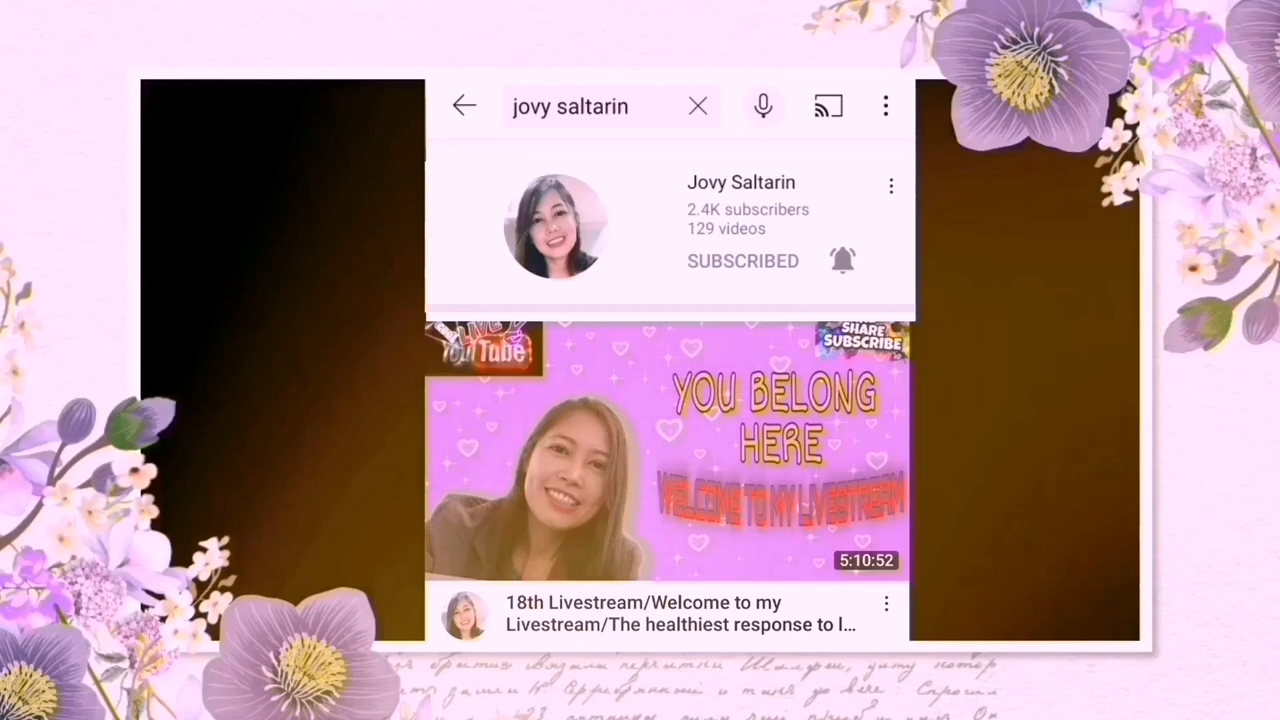 jovy saltarin
Jovy Saltarin
2.4K subscribers
129 videos
SUBSCRIBED
LIVE
YouTube
SHARE
SUBSCRIBE
YOU BELONG
HERE
WELCOME TO MY LIVESTREAM
5:10:52
18th Livestream/Welcome to my
Livestream/The healthiest response to l...